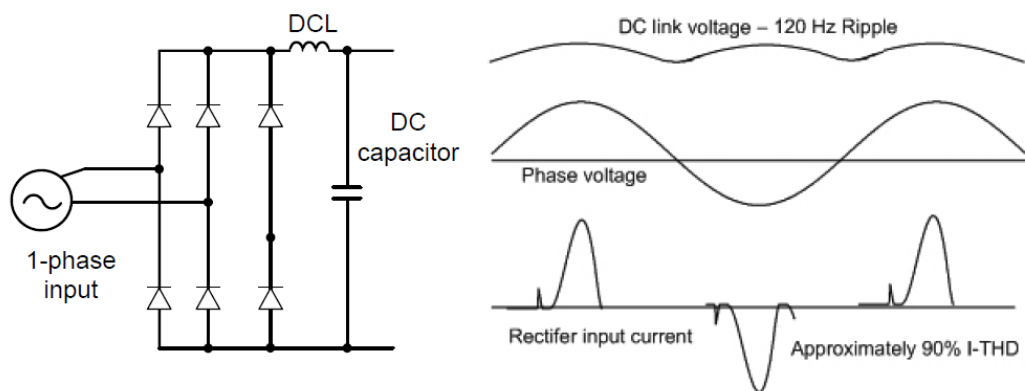 DCL
DC
capacitor
1-phase
input
DC link voltage – 120 Hz Ripple
Phase voltage
Rectifer input current
Approximately 90% I-THD